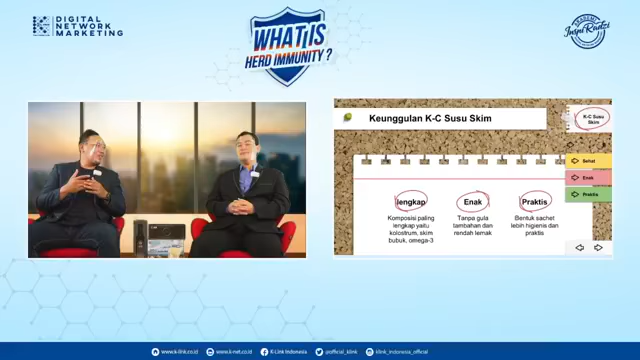 DIGITAL
NETWORK
MARKETING
WHAT IS
HERD IMMUNITY ?
AKADEMI
InspiRadzi
Keunggulan K-C Susu Skim
K-C Susu
Skim
Sehat
Enak
Praktis
lengkap
Komposisi paling
lengkap yaitu
kolostrum, skim
bubuk, omega-3
Enak
Tanpa gula
tambahan dan
rendah lemak
Praktis
Bentuk sachet
lebih higienis dan
praktis
www.k-link.co.id
www.k-net.co.id
K-Link Indonesia
@official_klink
klink_indonesia_official